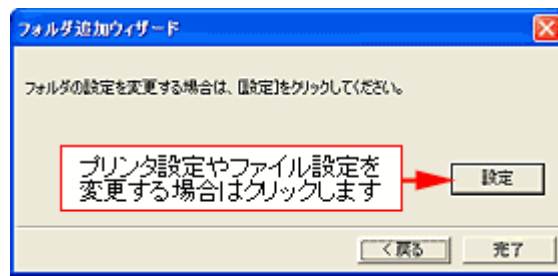 フォルダ追加ウィザード
フォルダの設定を変更する場合は、[設定]をクリックしてください。
プリンタ設定やファイル設定を
変更する場合はクリックします
設定
< 戻る
完了